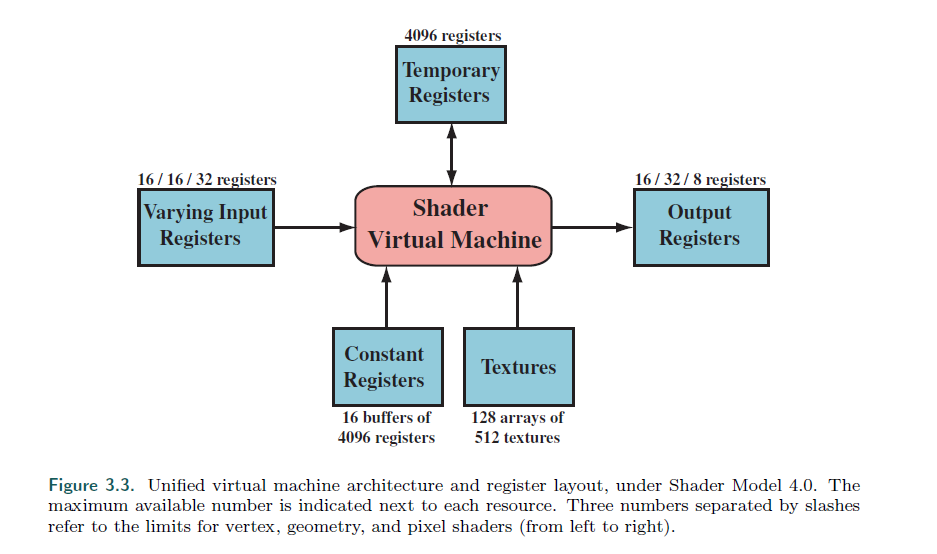 4096 registers
Temporary
Registers
16 / 16 / 32 registers
Varying Input
Registers
Shader
Virtual Machine
16 / 32 / 8 registers
Output
Registers
Constant
Registers
16 buffers of
4096 registers
Textures
128 arrays of
512 textures
Figure 3.3. Unified virtual machine architecture and register layout, under Shader Model 4.0. The
maximum available number is indicated next to each resource. Three numbers separated by slashes
refer to the limits for vertex, geometry, and pixel shaders (from left to right).